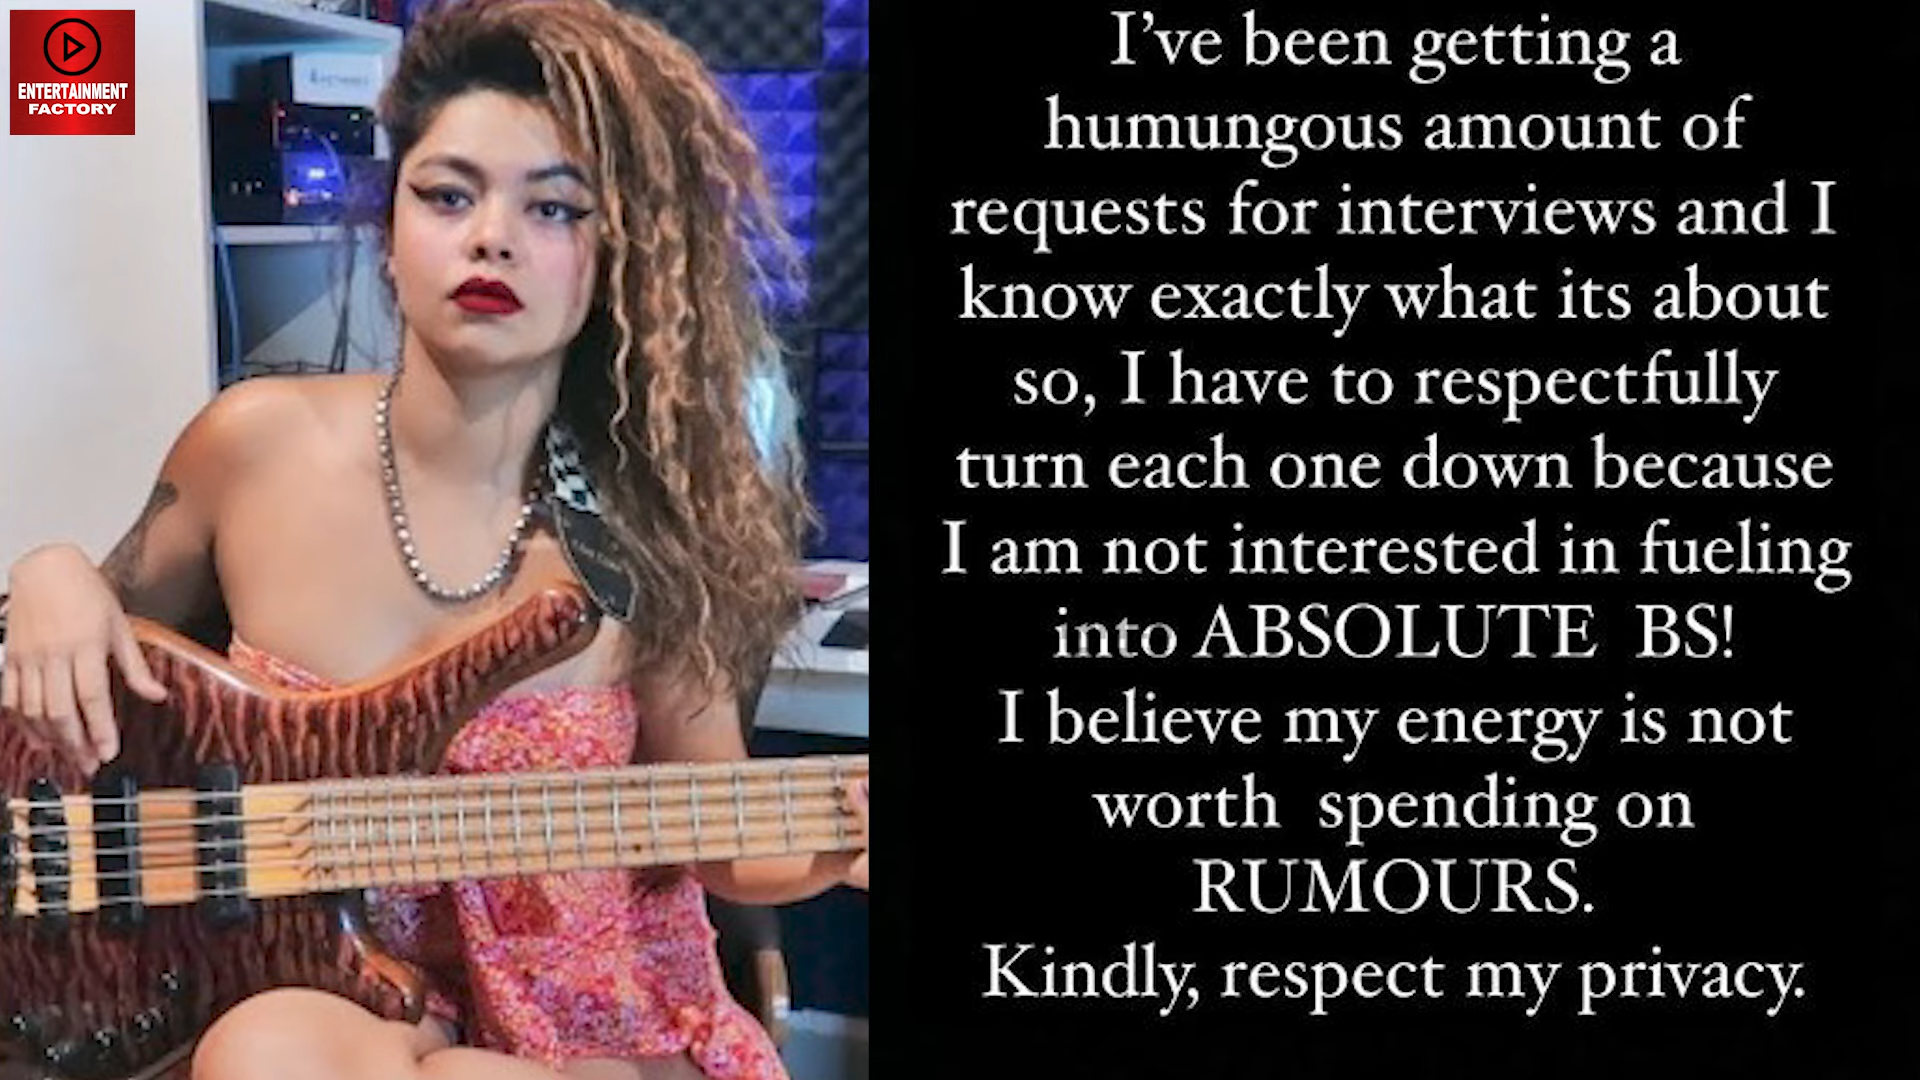 ENTERTAINMENT
FACTORY
I've been getting a
humungous amount of
requests for interviews and I
know exactly what its about
so, I have to respectfully
turn each one down because
I am not interested in fueling
into ABSOLUTE BS!
I believe my energy is not
worth spending on
RUMOURS.
Kindly, respect my privacy.